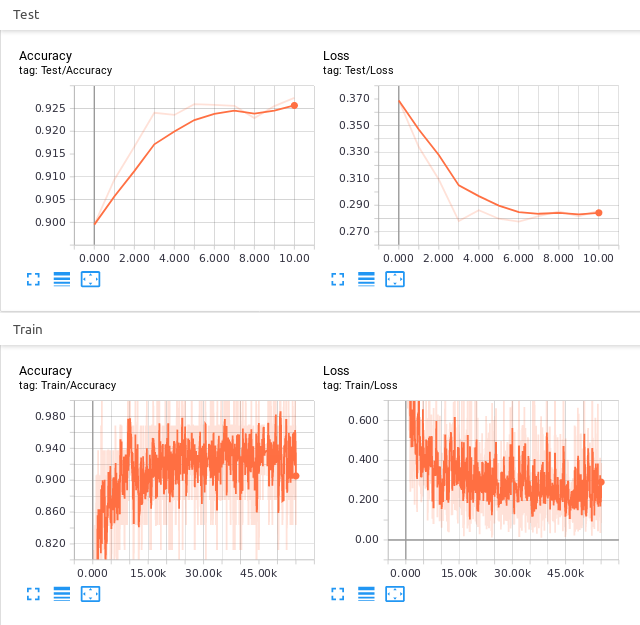 Test
Accuracy
tag: Test/Accuracy
0.925
0.920
0.915
0.910
0.905
0.900
0.000 2.000 4.000 6.000 8.000 10.00
Loss
tag: Test/Loss
0.370
0.350
0.330
0.310
0.290
0.270
0.000 2.000 4.000 6.000 8.000 10.00
Train
Accuracy
tag: Train/Accuracy
0.980
0.940
0.900
0.860
0.820
0.000 15.00k 30.00k 45.00k
Loss
tag: Train/Loss
0.600
0.400
0.200
0.00
0.000 15.00k 30.00k 45.00k